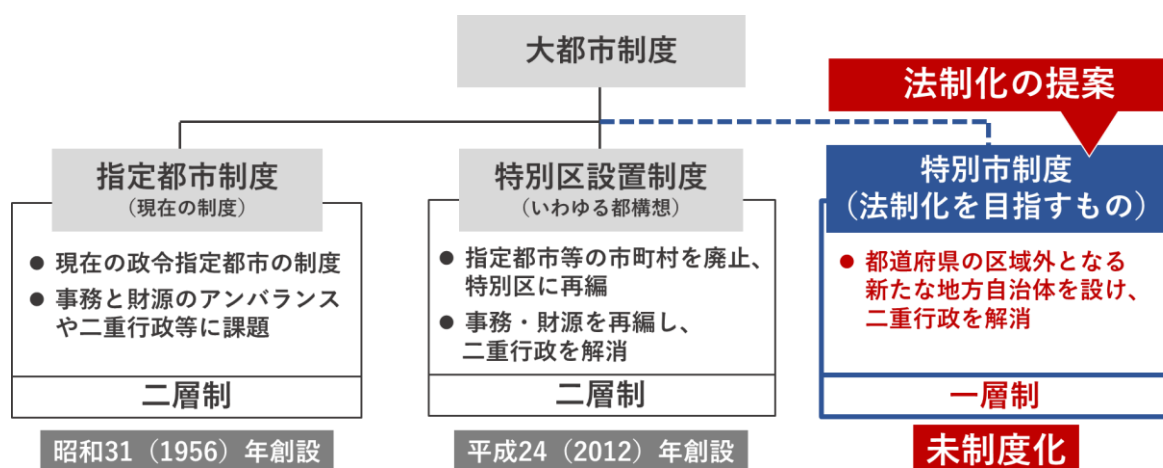 大都市制度
法制化の提案
指定都市制度
（現在の制度）
● 現在の政令指定都市の制度
● 事務と財源のアンバランス
や二重行政等に課題
二層制
昭和31（1956）年創設
特別区設置制度
（いわゆる都構想）
● 指定都市等の市町村を廃止、
特別区に再編
● 事務・財源を再編し、
二重行政を解消
二層制
平成24（2012）年創設
特別市制度
（法制化を目指すもの）
● 都道府県の区域外となる
新たな地方自治体を設け、
二重行政を解消
一層制
未制度化